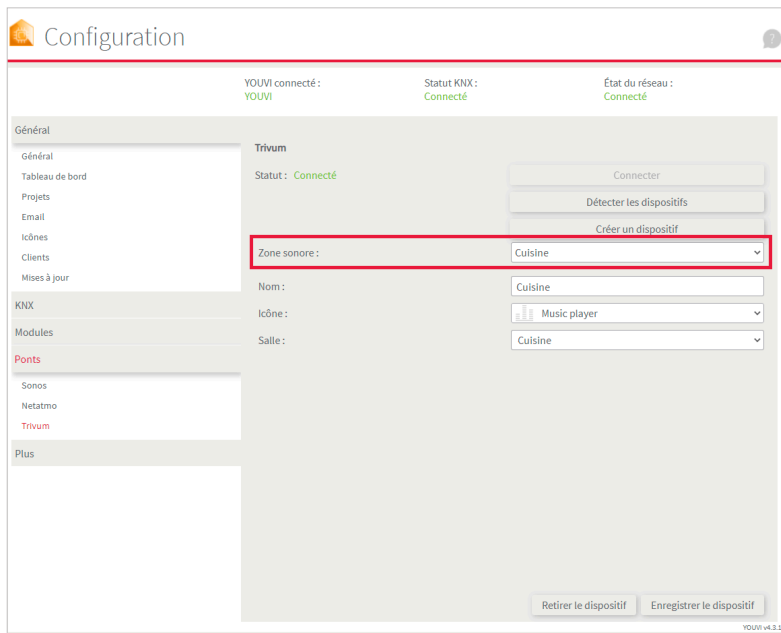 Configuration
?
YOUVI connecté :
YOUVI
Statut KNX :
Connecté
État du réseau :
Connecté
Général
Général
Tableau de bord
Projets
Email
Icônes
Clients
Mises à jour
KNX
Modules
Ponts
Sonos
Netatmo
Trivum
Plus
Trivum
Statut : Connecté
Connecter
Détecter les dispositifs
Créer un dispositif
Zone sonore : Cuisine
Nom : Cuisine
Icône : Music player
Salle : Cuisine
Retirer le dispositif Enregistrer le dispositif
YOUVI v4.3.1